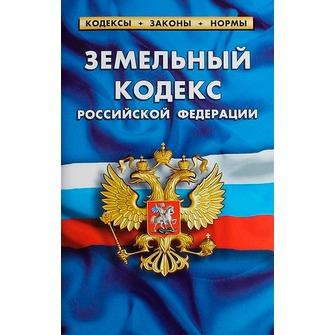 КОДЕКСЫ + ЗАКОНЫ + НОРМЫ
ЗЕМЕЛЬНЫЙ
КОДЕКС
РОССИЙСКОЙ ФЕДЕРАЦИИ